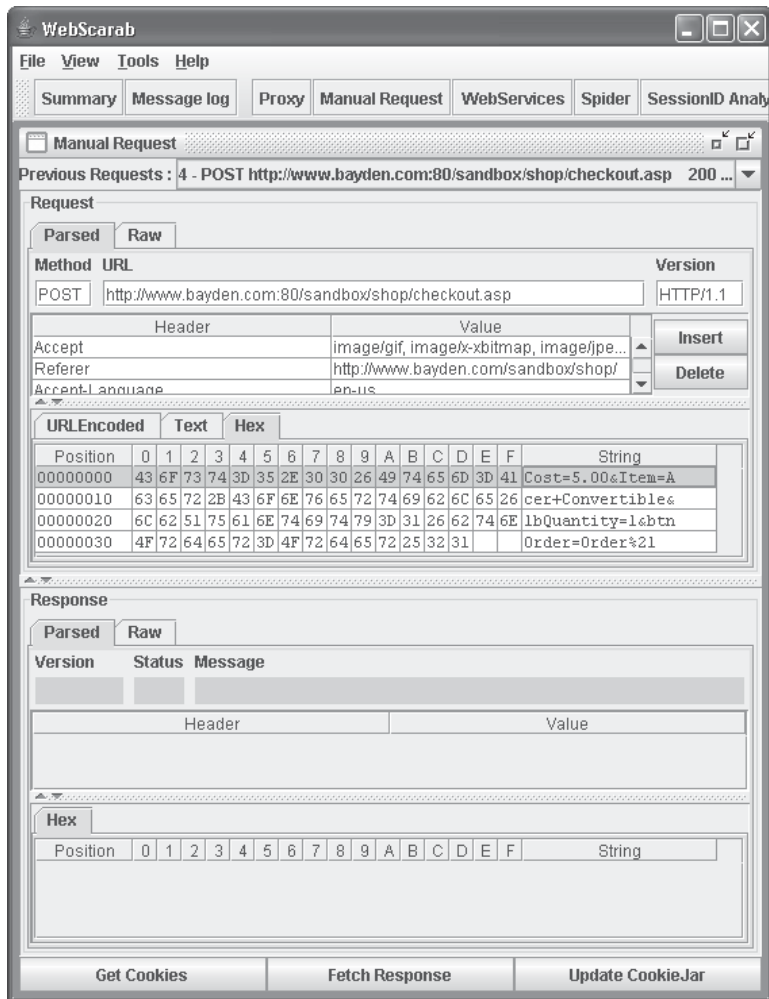 WebScarab
File View Tools Help
Summary Message log Proxy Manual Request WebServices Spider SessionID Analy
Manual Request
Previous Requests : 4 - POST http://www.bayden.com:80/sandbox/shop/checkout.asp 200 ...
Request
Parsed Raw
Method URL Version
POST http://www.bayden.com:80/sandbox/shop/checkout.asp HTTP/1.1
Header Value
Accept image/gif, image/x-xbitmap, image/jpe...
Insert
Referer http://www.bayden.com/sandbox/shop/
Delete
Accept-Language en-us
URLEncoded Text Hex
Position 0 1 2 3 4 5 6 7 8 9 A B C D E F String
00000000 43 6F 73 74 3D 35 2E 30 30 26 49 74 65 6D 3D 41 Cost=5.00&Item=A
00000010 63 65 72 2B 43 6F 6E 76 65 72 74 69 62 6C 65 26 cer+Convertible&
00000020 6C 62 51 75 61 6E 74 69 74 79 3D 31 26 62 74 6E lbQuantity=1&btn
00000030 4F 72 64 65 72 3D 4F 72 64 65 72 25 32 31 Order=Order%21
Response
Parsed Raw
Version Status Message
Header Value
Hex
Position 0 1 2 3 4 5 6 7 8 9 A B C D E F String
Get Cookies Fetch Response Update CookieJar